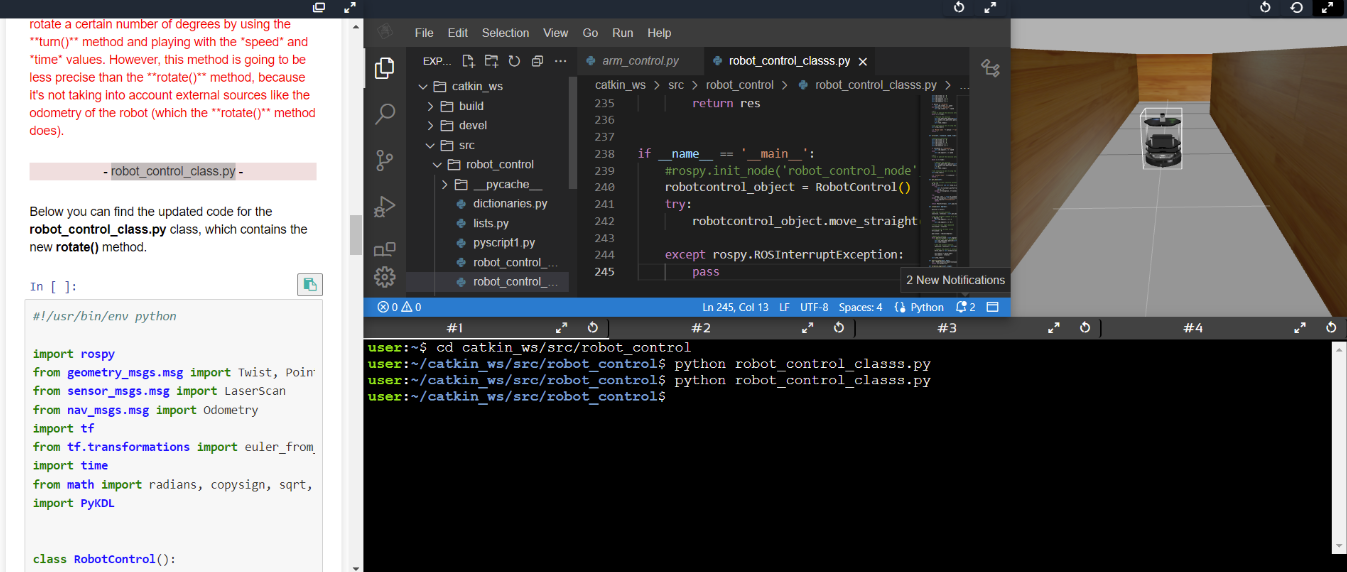 rotate a certain number of degrees by using the
**turn()** method and playing with the *speed* and
*time* values. However, this method is going to be
less precise than the **rotate()** method, because
it's not taking into account external sources like the
odometry of the robot (which the **rotate()** method
does).
- robot_control_class.py -
Below you can find the updated code for the
robot_control_class.py class, which contains the
new rotate() method.
In [ ]:
#!/usr/bin/env python
import rospy
from geometry_msgs.msg import Twist, Poin
from sensor_msgs.msg import LaserScan
from nav_msgs.msg import Odometry
import tf
from tf.transformations import euler_from_
import time
from math import radians, copysign, sqrt,
import PyKDL
class RobotControl():
File Edit Selection View Go Run Help
EXP... ...
catkin_ws
build
devel
src
robot_control
__pycache__
dictionaries.py
lists.py
pyscript1.py
robot_control_...
robot_control_...
arm_control.py robot_control_classs.py
catkin_ws > src > robot_control > robot_control_classs.py > ...
235 return res
236
237
238 if __name__ == '__main__':
239 #rospy.init_node('robot_control_node'
240 robotcontrol_object = RobotControl()
241 try:
242 robotcontrol_object.move_straight
243
244 except rospy.ROSInterruptException:
245 pass
2 New Notifications
0 0 Ln 245, Col 13 LF UTF-8 Spaces: 4 Python 2
#1 #2 #3 #4
user:~$ cd catkin_ws/src/robot_control
user:~/catkin_ws/src/robot_control$ python robot_control_classs.py
user:~/catkin_ws/src/robot_control$ python robot_control_classs.py
user:~/catkin_ws/src/robot_control$